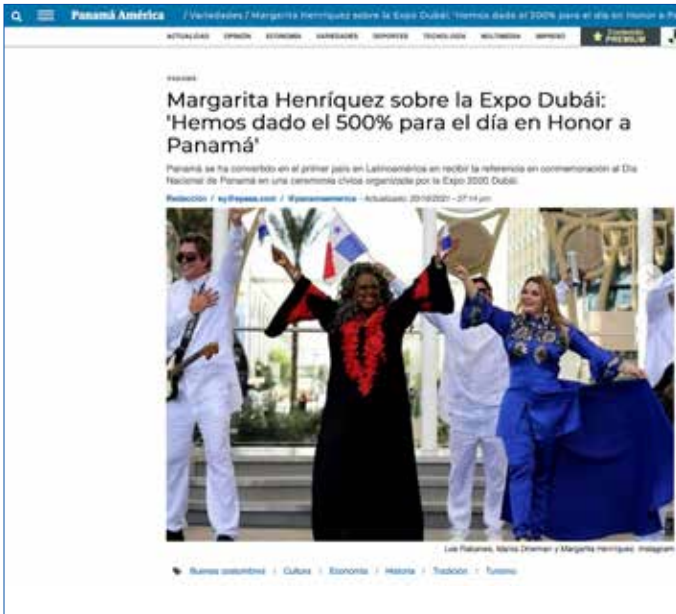 Panamá América / Variedades / Margarita Henríquez sobre la Expo Dubái: 'Hemos dado el 500% para el día en Honor a
ACTUALIDAD OPINIÓN ECONOMÍA VARIEDADES DEPORTES TECNOLOGÍA MULTIMEDIA IMPRESO Contenido PREMIUM
PANAMÁ
Margarita Henríquez sobre la Expo Dubái:
'Hemos dado el 500% para el día en Honor a
Panamá'
Panamá se ha convertido en el primer país en Latinoamérica en recibir la referencia en conmemoración al Día
Nacional de Panamá en una ceremonia cívica organizada por la Expo 2020 Dubái.
Redacción / @panamaamerica - Actualizado:
Los Rabanes, y Margarita Henríquez. Instagram
Buenas costumbres / Cultura / Economía / Historia / Tradición / Turismo